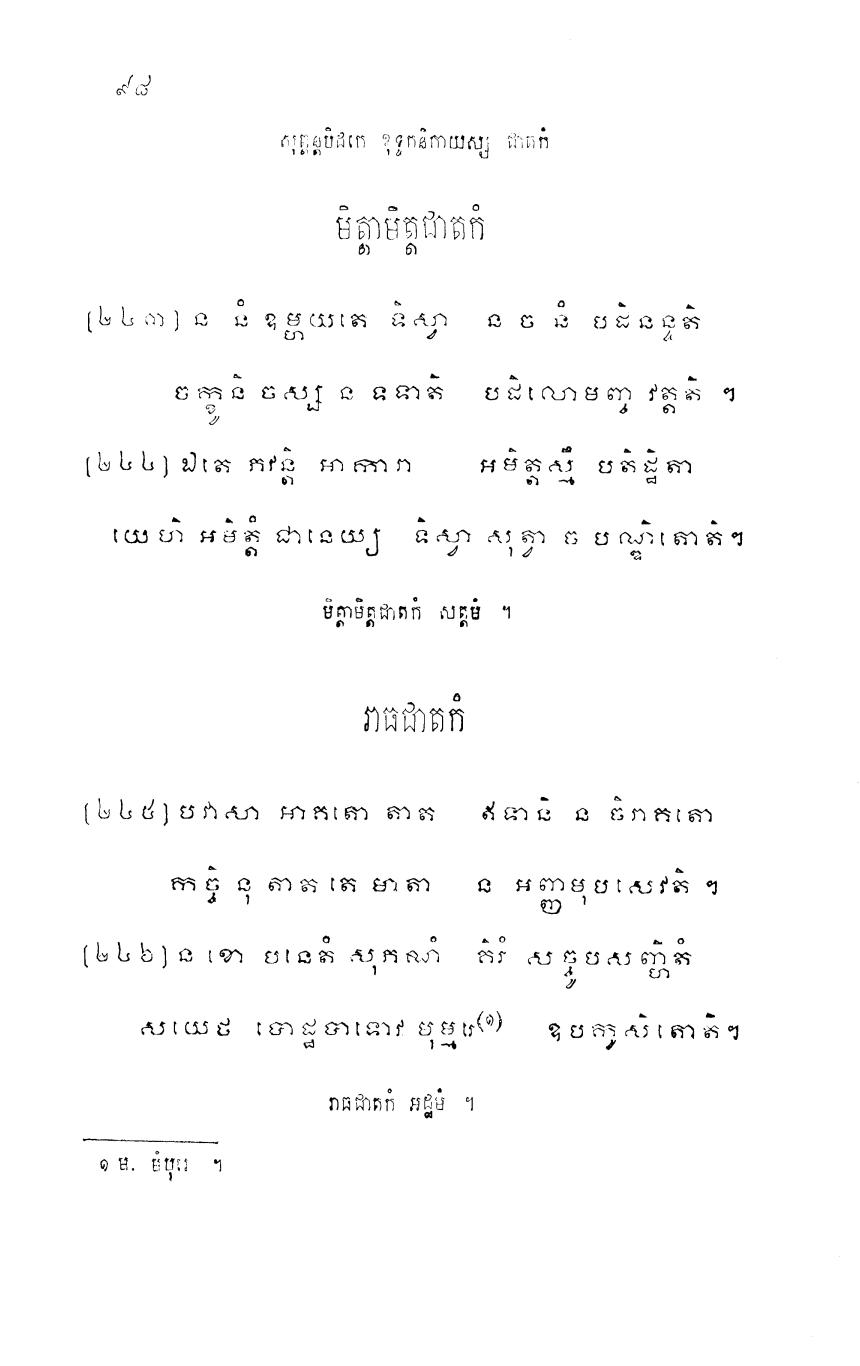 ៩៨
សុត្តន្តបិដកេ ខុទ្ទកនិកាយស្ស ជាតកំ
មិត្តាមិត្តជាតកំ
[២៤៣] ន នំ ឧម្ហយតេ ទិស្វា ន ច នំ បដិនន្ទតិ
ចក្ខូនិ ចស្ស ន ទទាតិ បដិលោមញ្ច វត្តតិ ។
[២៤៤] ឯតេ ភវន្តិ អាការា អមិត្តស្មឹ បតិដ្ឋិតា
យេហិ អមិត្តំ ជានេយ្យ ទិស្វា សុត្វា ច បណ្ឌិតោតិ។
មិត្តាមិត្តជាតកំ សត្តមំ ។
រាធជាតកំ
[២៤៥] បវាសា អាគតោ តាត ឥទានិ ន ចិរាគតោ
កច្ចិ នុ តាត តេ មាតា ន អញ្ញមុបសេវតិ ។
[២៤៦] ន ខោ បនេតំ សុភណំ គិរំ សច្ចូបសញ្ហិតំ
សយេថ ទោដ្ឋបាទោវ បុម្មុរេ(១) ឧបកូសិតោតិ។
រាធជាតកំ អដ្ឋមំ ។
១ ម. មំបុរេ ។